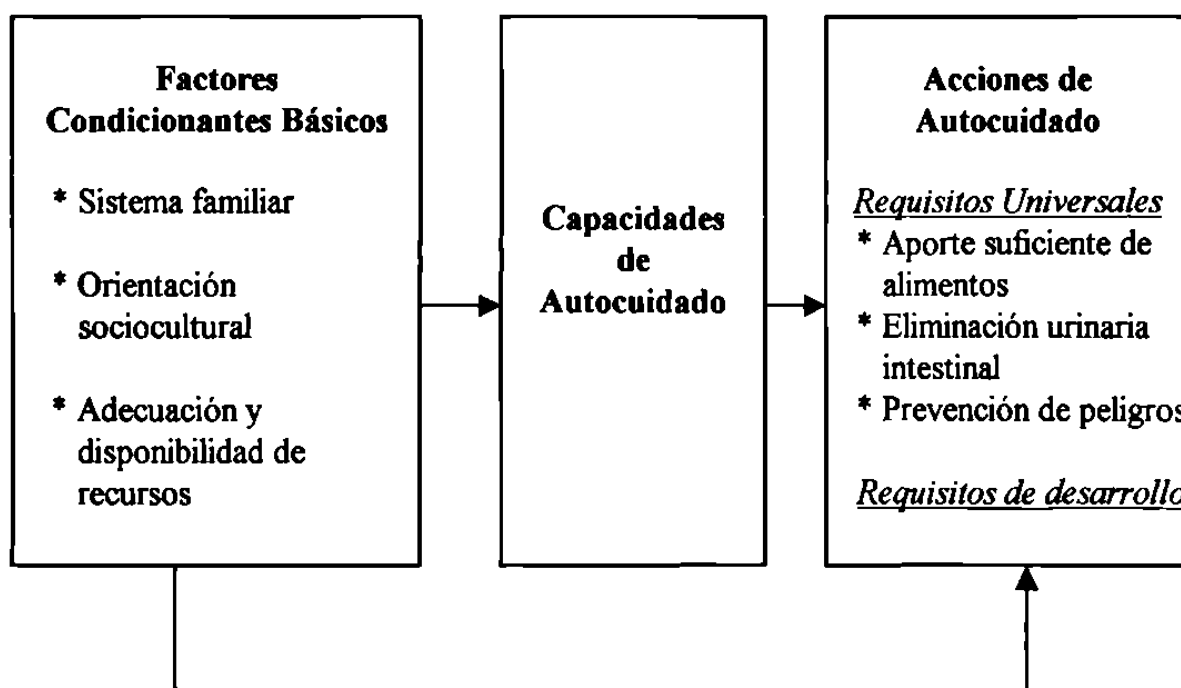 Factores
Condicionantes Básicos
* Sistema familiar
* Orientación
sociocultural
* Adecuación y
disponibilidad de
recursos
Capacidades
de
Autocuidado
Acciones de
Autocuidado
Requisitos Universales
* Aporte suficiente de
alimentos
* Eliminación urinaria
intestinal
* Prevención de peligros
Requisitos de desarrollo